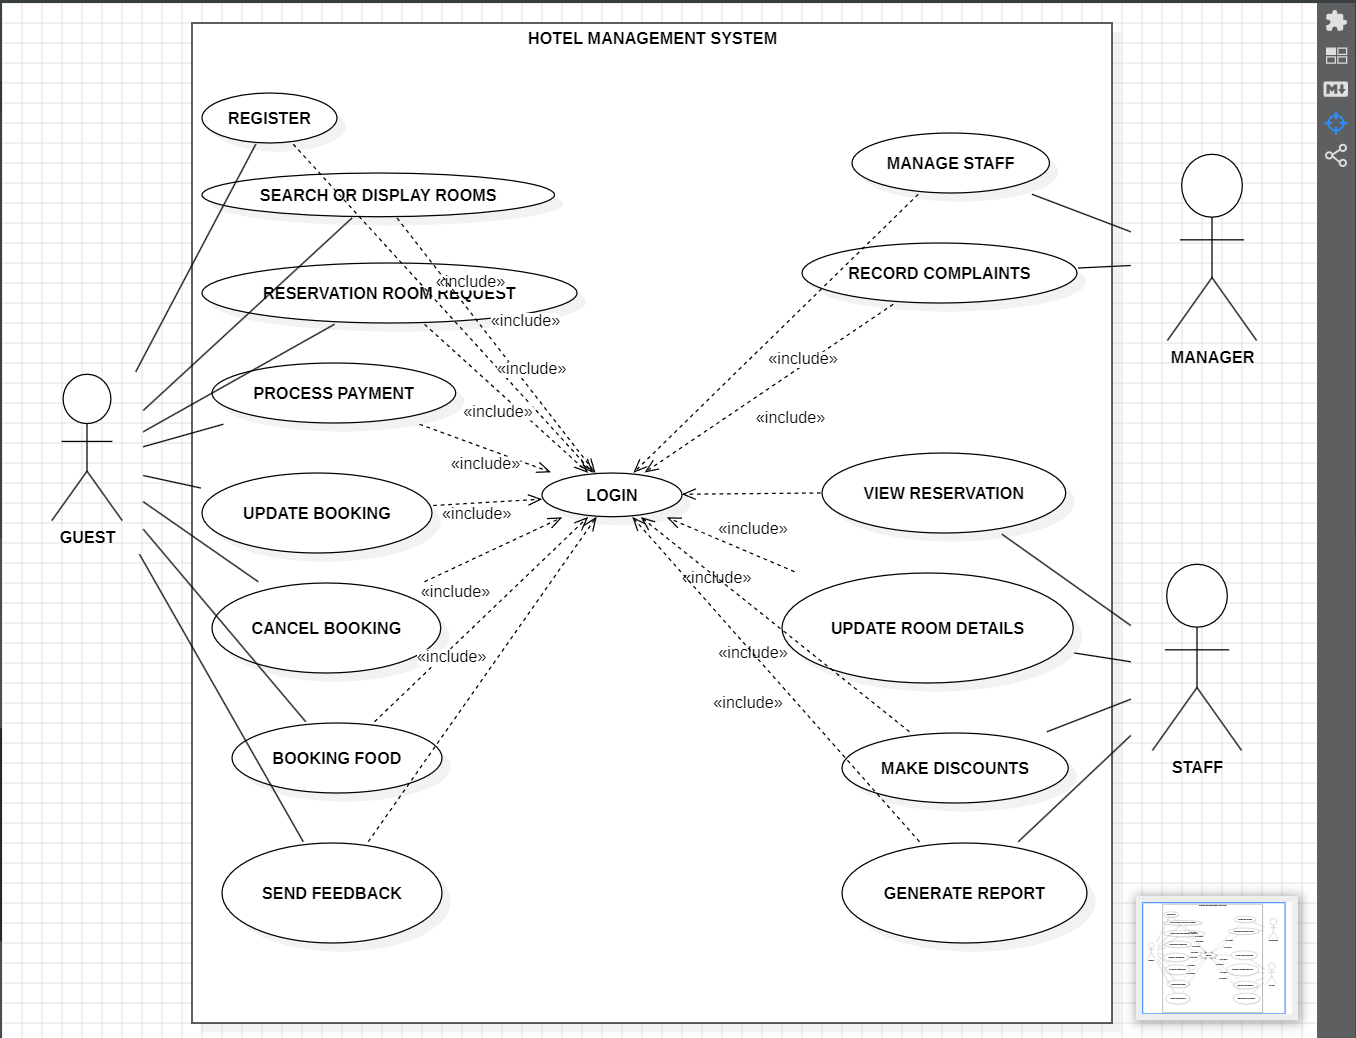 HOTEL MANAGEMENT SYSTEM
REGISTER
SEARCH OR DISPLAY ROOMS
RESERVATION ROOM REQUEST
PROCESS PAYMENT
UPDATE BOOKING
CANCEL BOOKING
BOOKING FOOD
SEND FEEDBACK
GUEST
«include»
«include»
«include»
«include»
«include»
«include»
«include»
«include»
LOGIN
MANAGE STAFF
RECORD COMPLAINTS
«include»
«include»
VIEW RESERVATION
«include»
«include»
UPDATE ROOM DETAILS
«include»
«include»
MAKE DISCOUNTS
GENERATE REPORT
MANAGER
STAFF
M